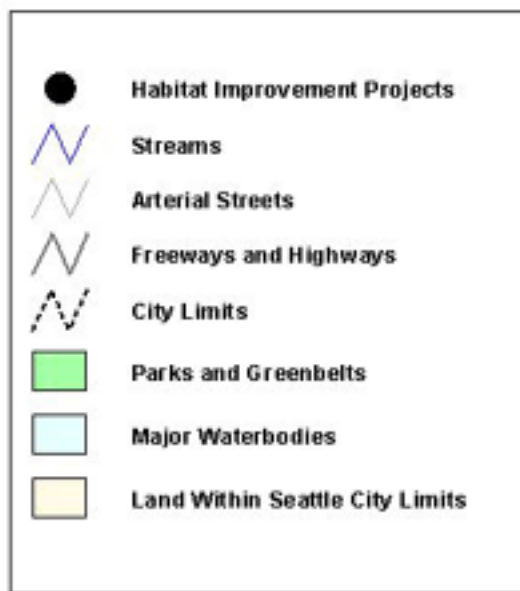 Habitat Improvement Projects
Streams
Arterial Streets
Freeways and Highways
City Limits
Parks and Greenbelts
Major Waterbodies
Land Within Seattle City Limits